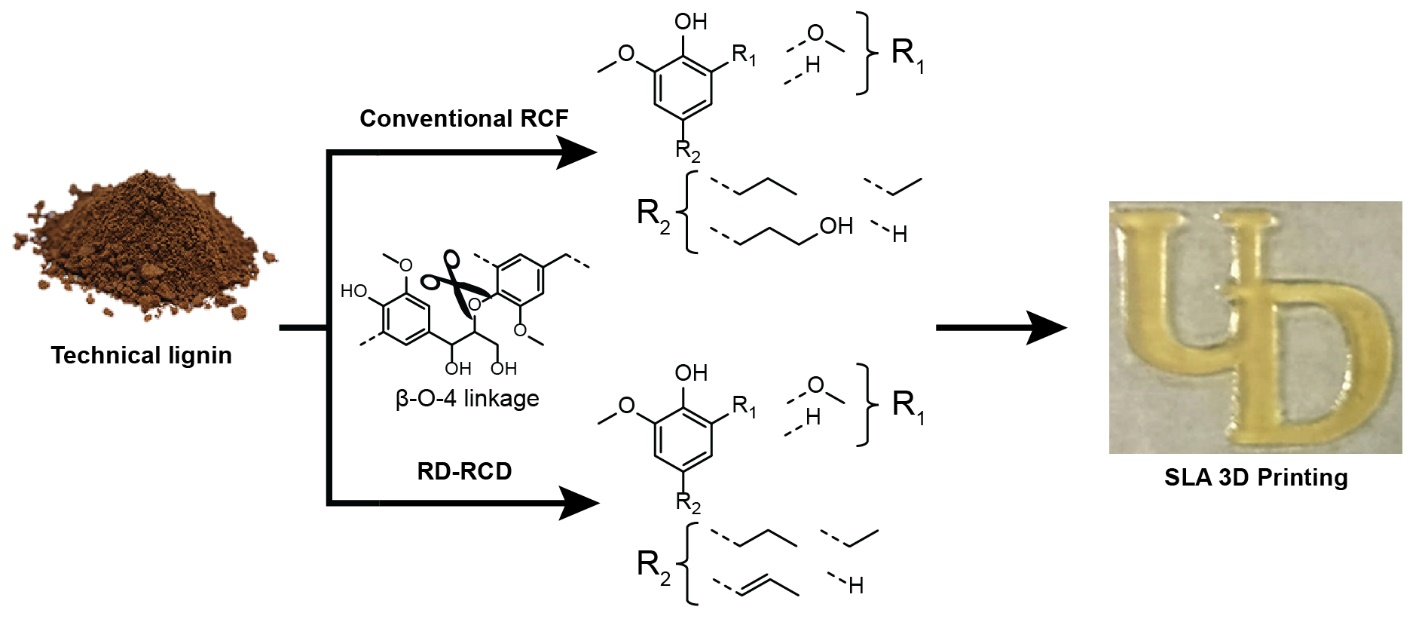 Technical lignin
Conventional RCF
OH
O
R1
R2
O
H
R1
R2
OH
H
O
HO
O
O
OH
OH
β-O-4 linkage
RD-RCD
OH
O
R1
R2
O
H
R1
R2
H
UD
SLA 3D Printing